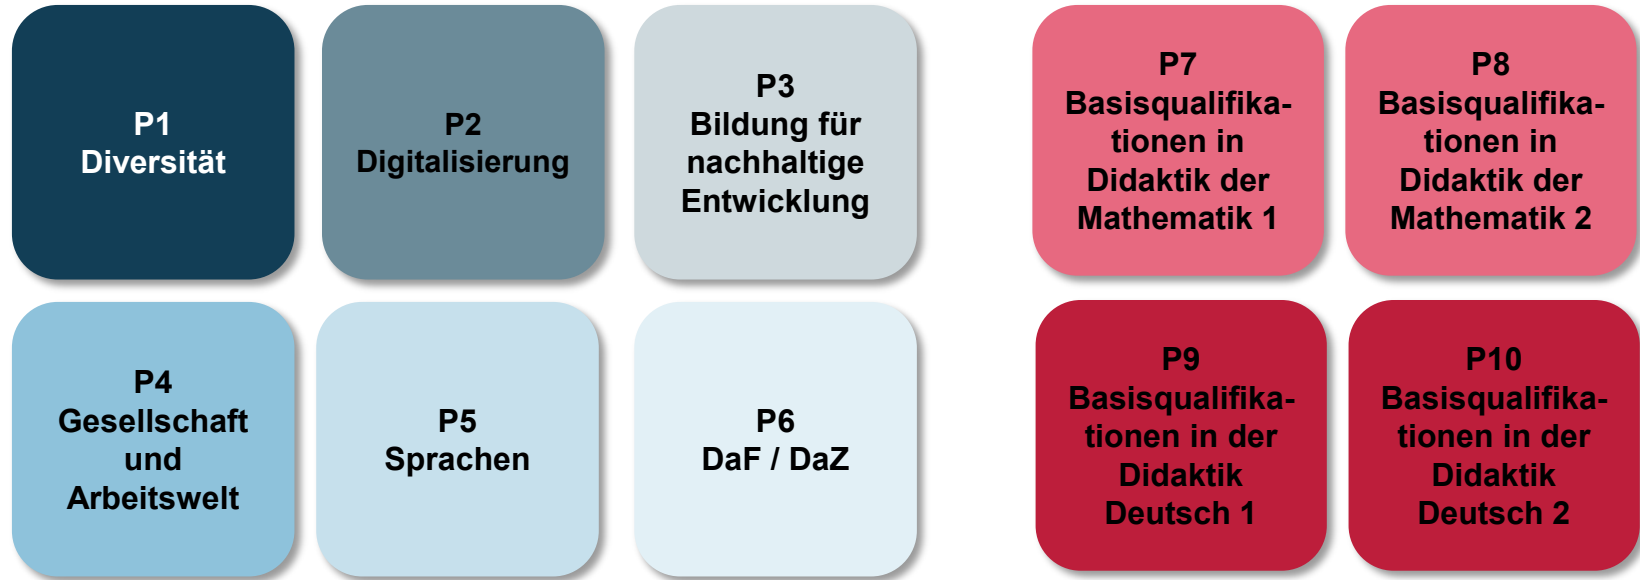 P1
Diversität
P2
Digitalisierung
P3
Bildung für
nachhaltige
Entwicklung
P7
Basisqualifika-
tionen in
Didaktik der
Mathematik 1
P8
Basisqualifika-
tionen in
Didaktik der
Mathematik 2
P4
Gesellschaft
und
Arbeitswelt
P5
Sprachen
P6
DaF / DaZ
P9
Basisqualifika-
tionen in der
Didaktik
Deutsch 1
P10
Basisqualifika-
tionen in der
Didaktik
Deutsch 2